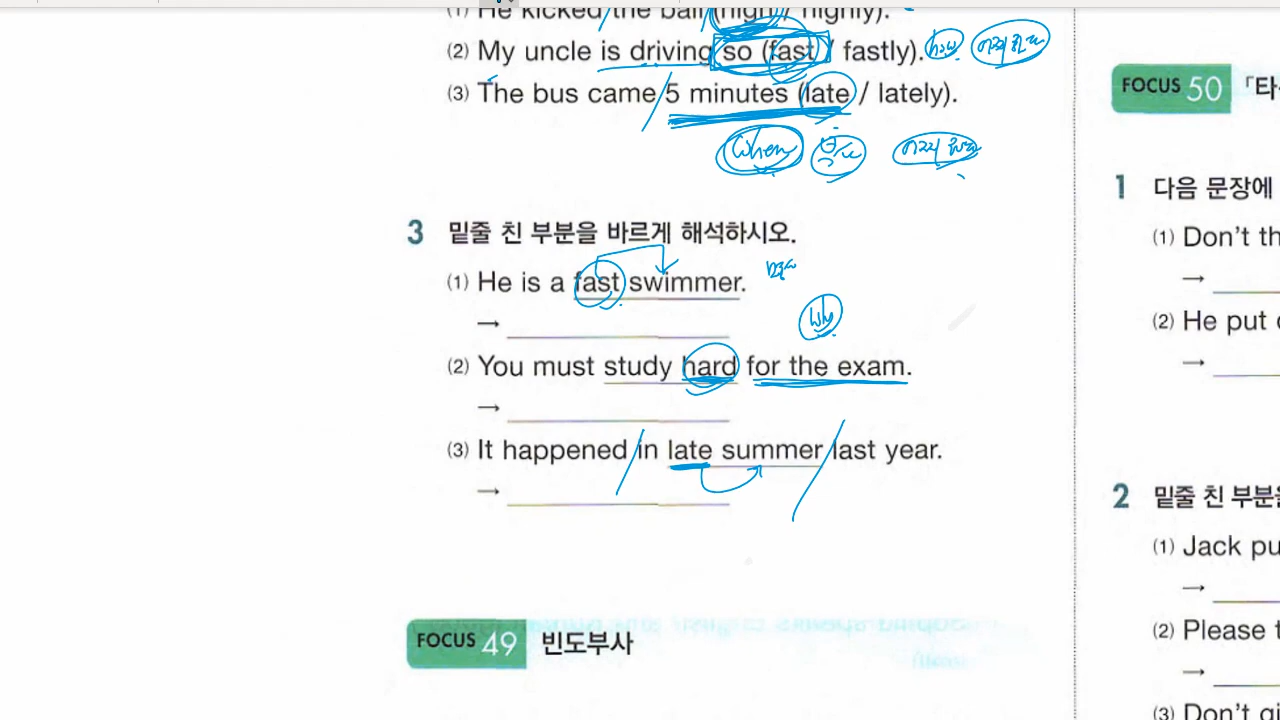 (1) He kicked the ball (high / highly).
(2) My uncle is driving so (fast / fastly). how
(3) The bus came 5 minutes (late / lately).
when
3 밑줄 친 부분을 바르게 해석하시오.
(1) He is a fast swimmer.
→
why
(2) You must study hard for the exam.
→
(3) It happened in late summer last year.
→
FOCUS 49 빈도부사
FOCUS 50 「타
1 다음 문장에
(1) Don't th
→
(2) He put
→
2 밑줄 친 부분을
(1) Jack pu
→
(2) Please t
→
(3) Don't gi